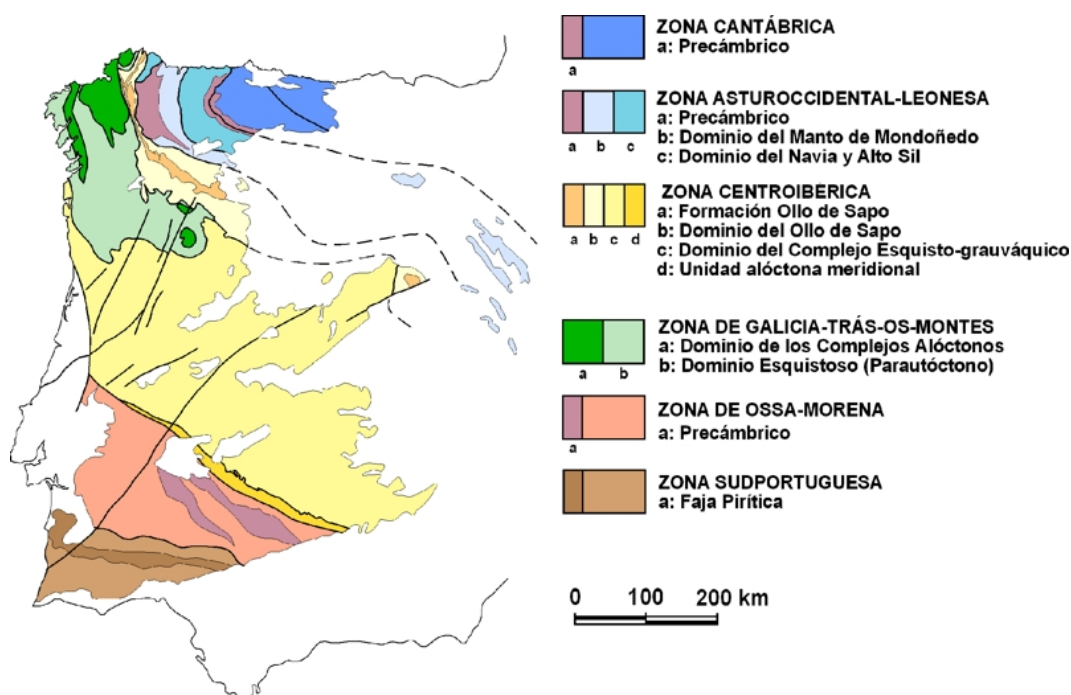 ZONA CANTÁBRICA
a: Precámbrico
a
ZONA ASTUROCCIDENTAL-LEONESA
a: Precámbrico
b: Dominio del Manto de Mondoñedo
c: Dominio del Navia y Alto Sil
a b c
ZONA CENTROIBÉRICA
a: Formación Ollo de Sapo
b: Dominio del Ollo de Sapo
c: Dominio del Complejo Esquisto-grauváquico
d: Unidad alóctona meridional
a b c d
ZONA DE GALICIA-TRÁS-OS-MONTES
a: Dominio de los Complejos Alóctonos
b: Dominio Esquistoso (Parautóctono)
a b
ZONA DE OSSA-MORENA
a: Precámbrico
a
ZONA SUDPORTUGUESA
a: Faja Pirítica
0 100 200 km